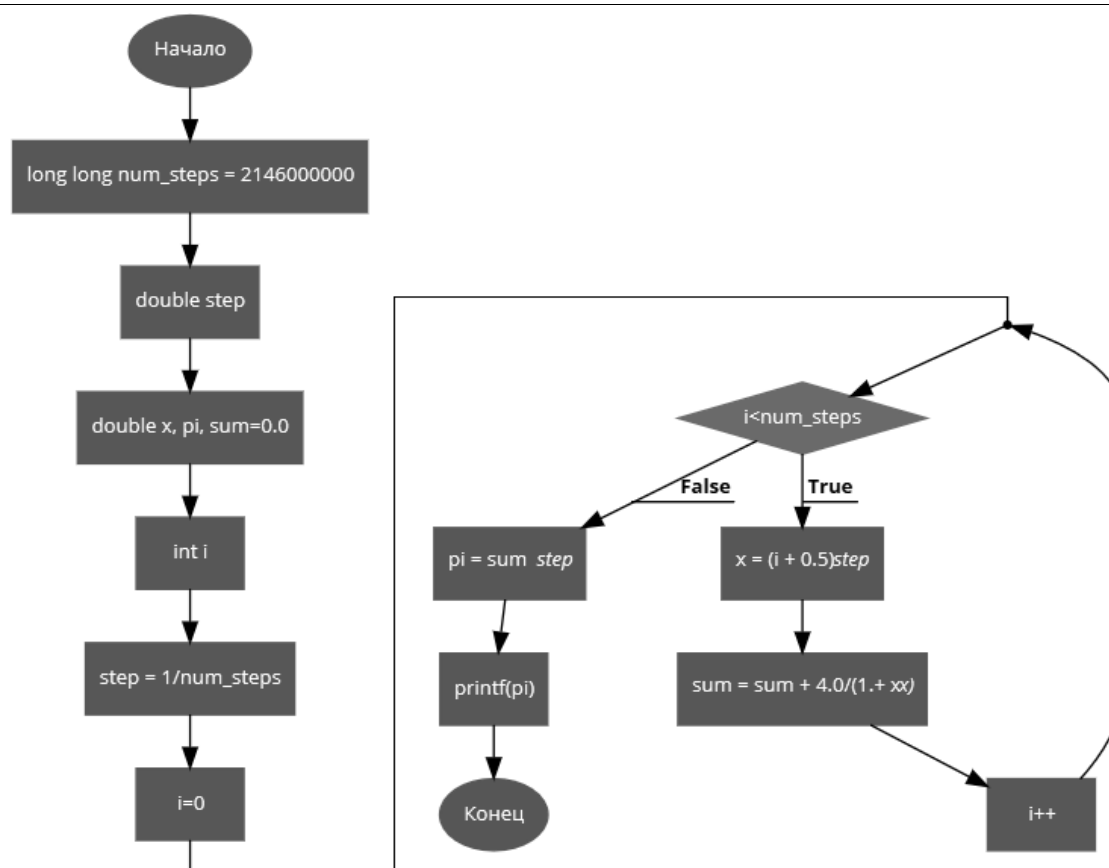 Начало
long long num_steps = 2146000000
double step
double x, pi, sum=0.0
int i
step = 1/num_steps
i=0
i<num_steps
False
True
pi = sum step
x = (i + 0.5)step
printf(pi)
sum = sum + 4.0/(1.+ xx)
Конец
i++